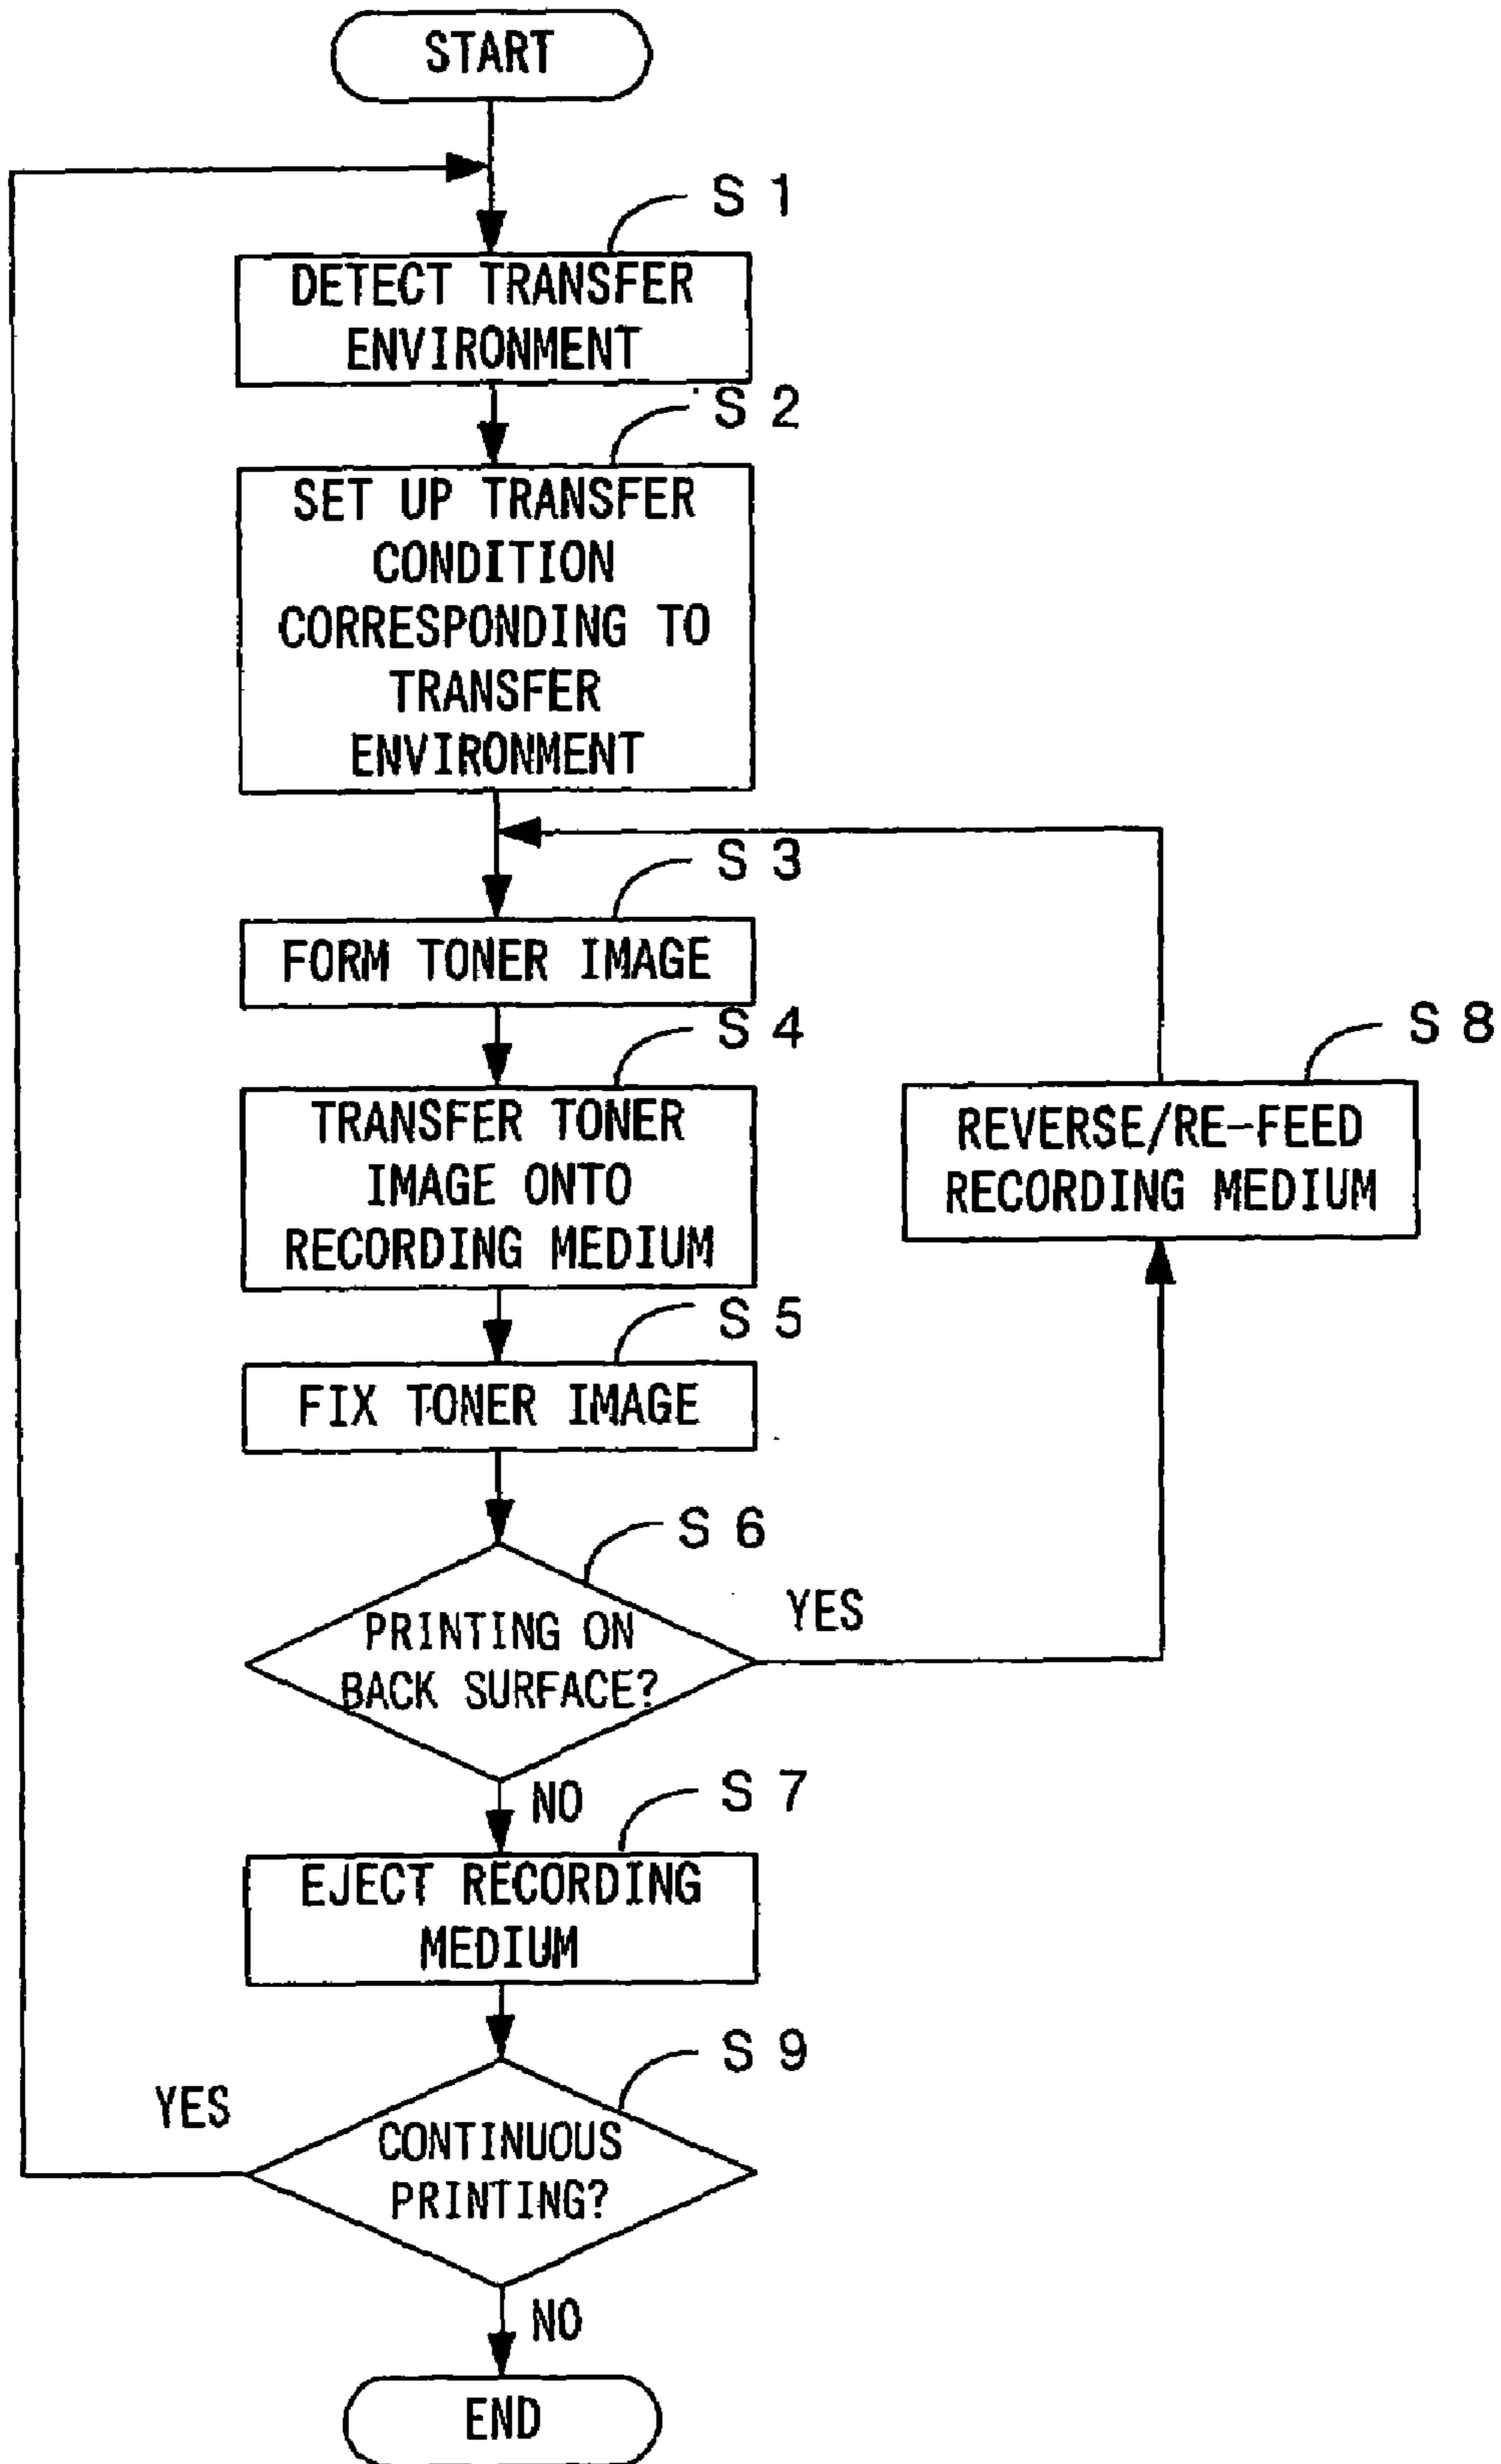 START
S 1
DETECT TRANSFER
ENVIRONMENT
S 2
SET UP TRANSFER
CONDITION
CORRESPONDING TO
TRANSFER
ENVIRONMENT
S 3
FORM TONER IMAGE
S 4
TRANSFER TONER
IMAGE ONTO
RECORDING MEDIUM
S 8
REVERSE/RE-FEED
RECORDING MEDIUM
S 5
FIX TONER IMAGE
S 6
PRINTING ON
BACK SURFACE?
YES
NO
S 7
EJECT RECORDING
MEDIUM
S 9
YES
CONTINUOUS
PRINTING?
NO
END